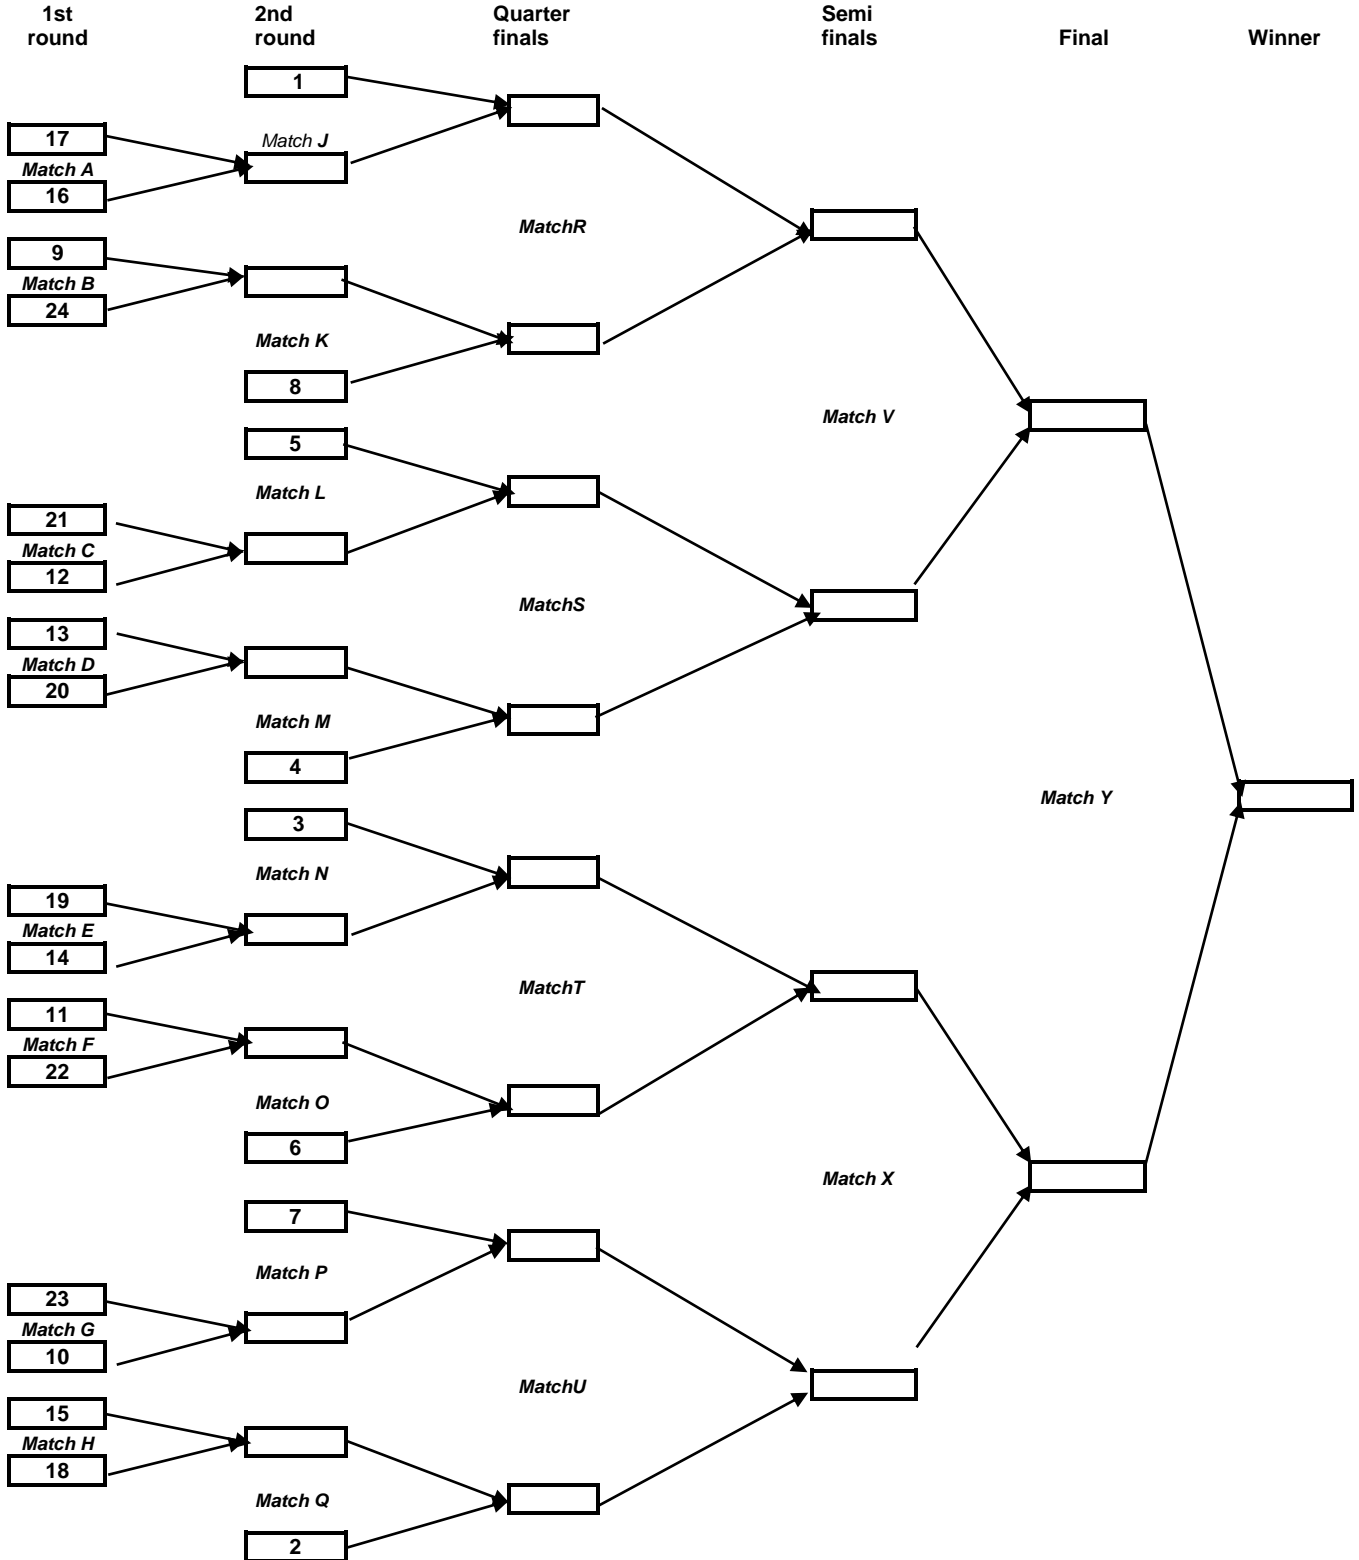 1st round
2nd round
Quarter finals
Semi finals
Final
Winner
1
17
Match J
Match A
16
MatchR
9
Match B
24
Match K
8
Match V
5
Match L
21
Match C
12
MatchS
13
Match D
20
Match M
4
Match Y
3
Match N
19
Match E
14
MatchT
11
Match F
22
Match O
6
Match X
7
Match P
23
Match G
10
MatchU
15
Match H
18
Match Q
2